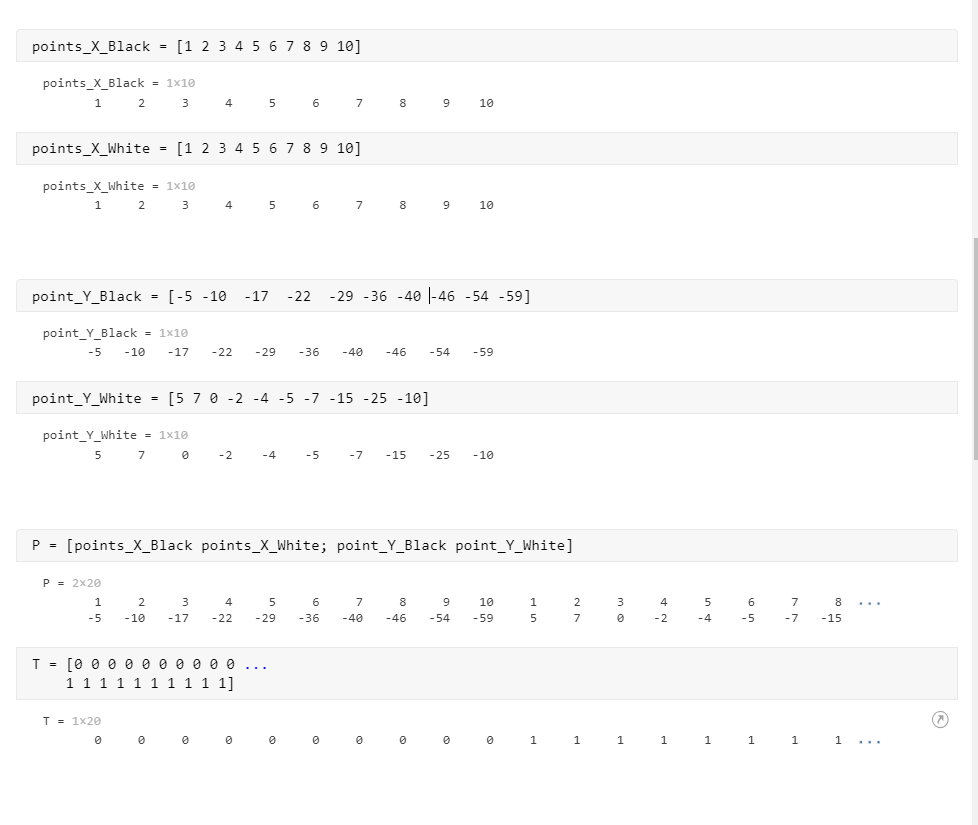 points_X_Black = [1 2 3 4 5 6 7 8 9 10]
points_X_Black = 1×10
1 2 3 4 5 6 7 8 9 10
points_X_White = [1 2 3 4 5 6 7 8 9 10]
points_X_White = 1×10
1 2 3 4 5 6 7 8 9 10
point_Y_Black = [-5 -10  -17  -22  -29 -36 -40 -46 -54 -59]
point_Y_Black = 1×10
-5 -10 -17 -22 -29 -36 -40 -46 -54 -59
point_Y_White = [5 7 0 -2 -4 -5 -7 -15 -25 -10]
point_Y_White = 1×10
5 7 0 -2 -4 -5 -7 -15 -25 -10
P = [points_X_Black points_X_White; point_Y_Black point_Y_White]
P = 2×20
1 2 3 4 5 6 7 8 9 10 1 2 3 4 5 6 7 8 ...
-5 -10 -17 -22 -29 -36 -40 -46 -54 -59 5 7 0 -2 -4 -5 -7 -15
T = [0 0 0 0 0 0 0 0 0 0 ...
1 1 1 1 1 1 1 1 1 1]
T = 1×20
0 0 0 0 0 0 0 0 0 0 1 1 1 1 1 1 1 1 ...